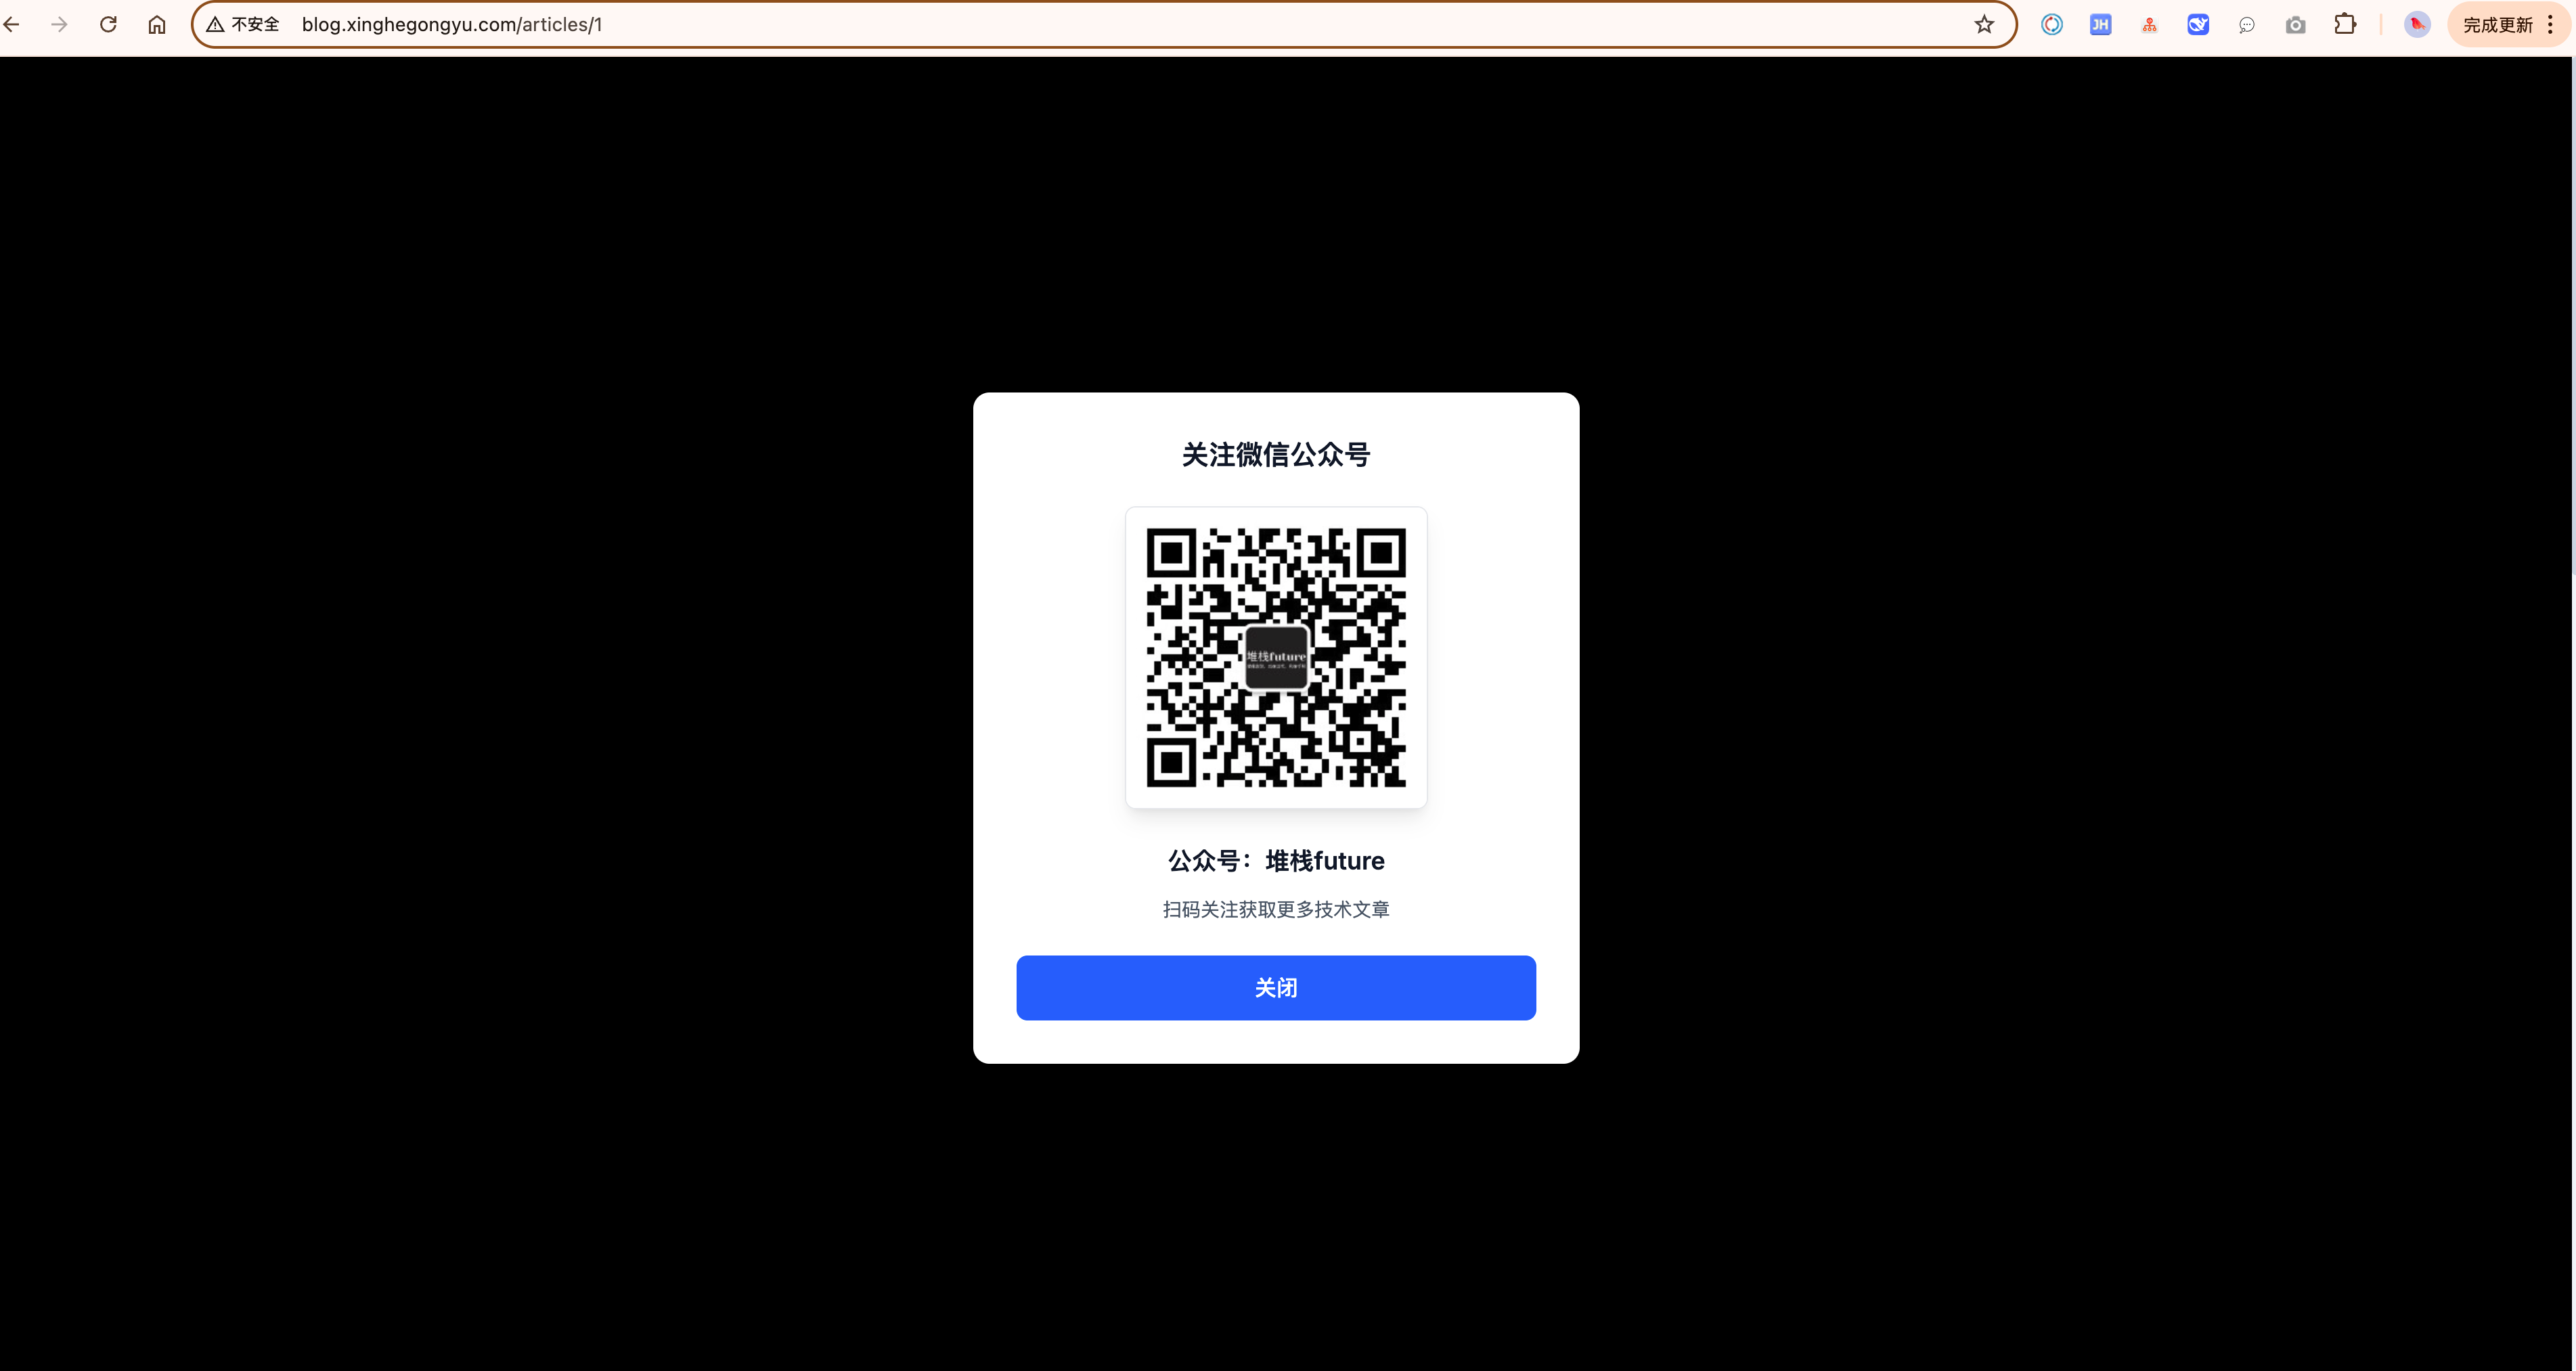 不安全 blog.xinghegongyu.com/articles/1
JH
完成更新
关注微信公众号
堆栈future
公众号：堆栈future
扫码关注获取更多技术文章
关闭